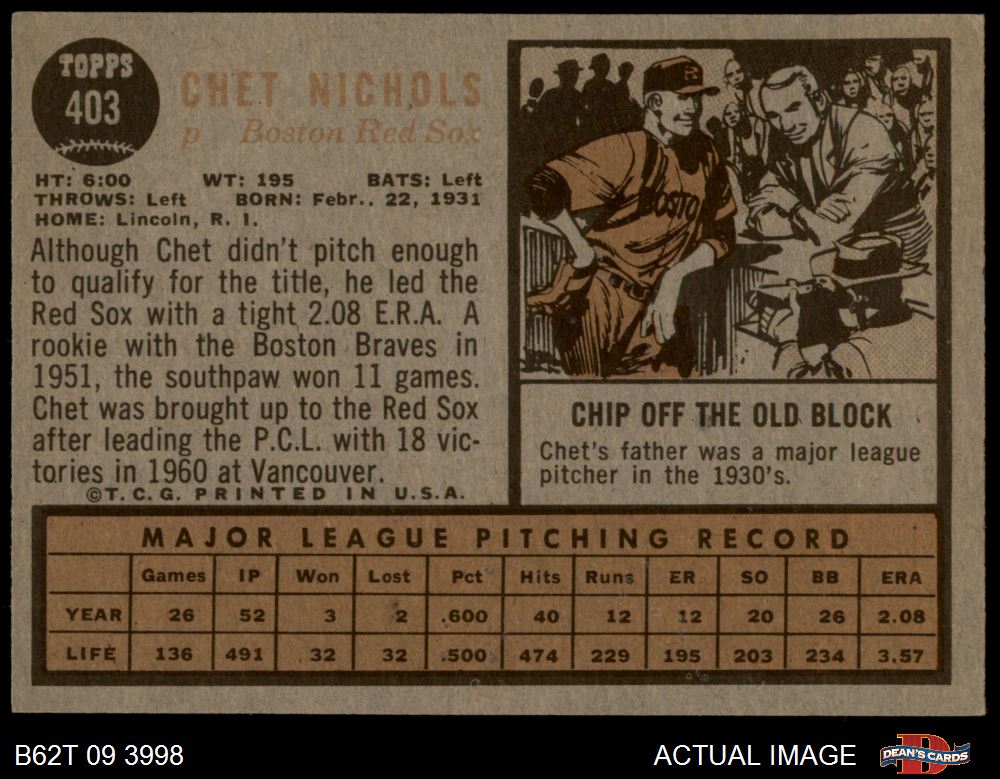 TOPPS
403
CHET NICHOLS
p Boston Red Sox
HT: 6:00 WT: 195 BATS: Left
THROWS: Left BORN: Febr.. 22, 1931
HOME: Lincoln, R. I.
Although Chet didn't pitch enough
to qualify for the title, he led the
Red Sox with a tight 2.08 E.R.A. A
rookie with the Boston Braves in
1951, the southpaw won 11 games.
Chet was brought up to the Red Sox
after leading the P.C.L. with 18 vic-
tories in 1960 at Vancouver.
©T.C.G. PRINTED IN U.S.A.
B
BOSTO
CHIP OFF THE OLD BLOCK
Chet's father was a major league
pitcher in the 1930's.
MAJOR LEAGUE PITCHING RECORD
Games IP Won Lost Pct Hits Runs ER SO BB ERA
YEAR 26 52 3 2 .600 40 12 12 20 26 2.08
LIFE 136 491 32 32 .500 474 229 195 203 234 3.57
B62T 09 3998
ACTUAL IMAGE
D
DEAN'S CARDS